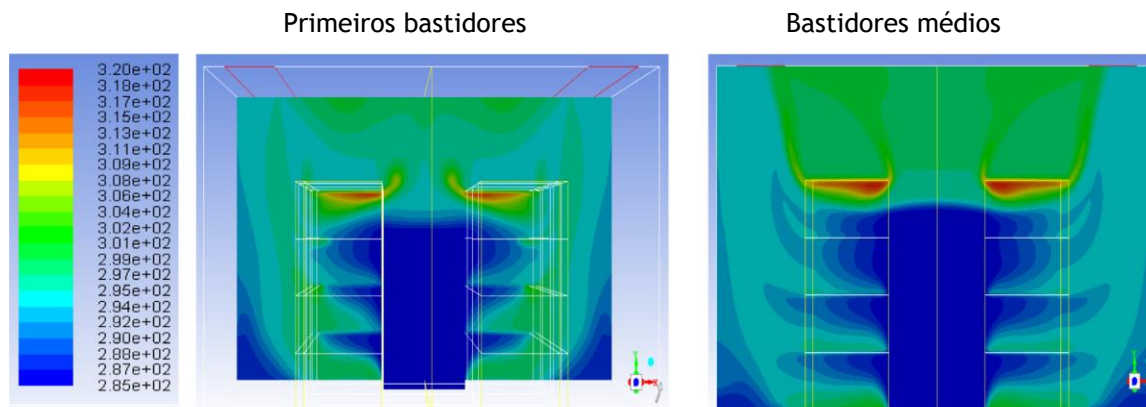 Primeiros bastidores
Bastidores médios
3.20e+02
3.18e+02
3.17e+02
3.15e+02
3.13e+02
3.11e+02
3.09e+02
3.08e+02
3.06e+02
3.04e+02
3.02e+02
3.01e+02
2.99e+02
2.97e+02
2.95e+02
2.94e+02
2.92e+02
2.90e+02
2.88e+02
2.87e+02
2.85e+02
Y
X
Y